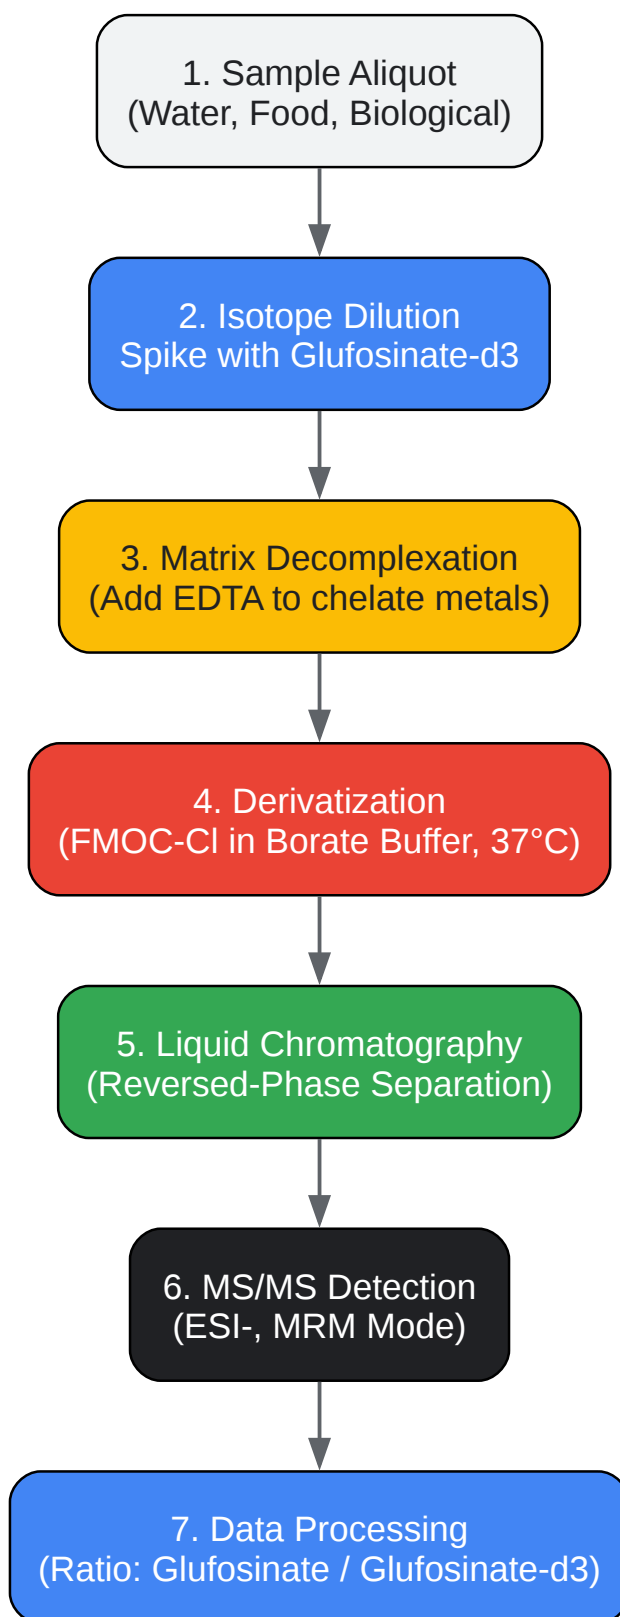 1. Sample Aliquot
(Water, Food, Biological)
2. Isotope Dilution
Spike with Glufosinate-d3
3. Matrix Decomplexation
(Add EDTA to chelate metals)
4. Derivatization
(FMOC-Cl in Borate Buffer, 37°C)
5. Liquid Chromatography
(Reversed-Phase Separation)
6. MS/MS Detection
(ESI-, MRM Mode)
7. Data Processing
(Ratio: Glufosinate / Glufosinate-d3)